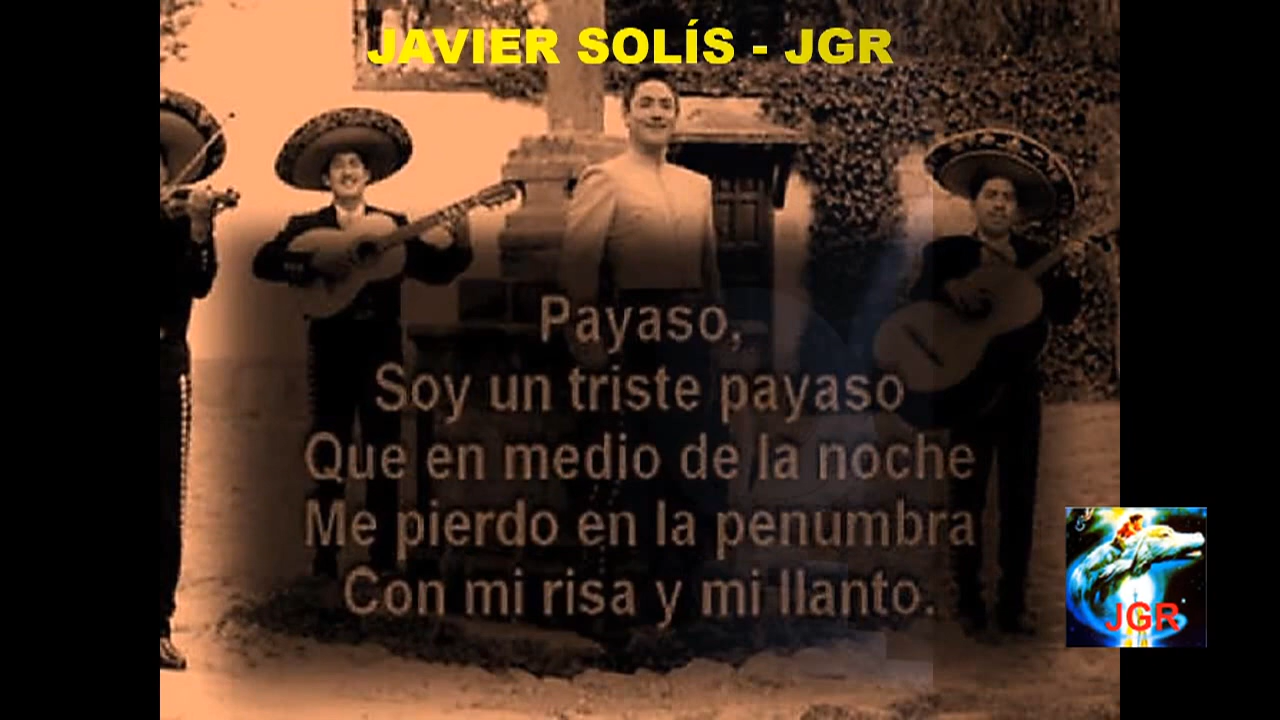 JAVIER SOLÍS - JGR
Payaso,
Soy un triste payaso
Que en medio de la noche
Me pierdo en la penumbra
Con mi risa y mi llanto.
JGR